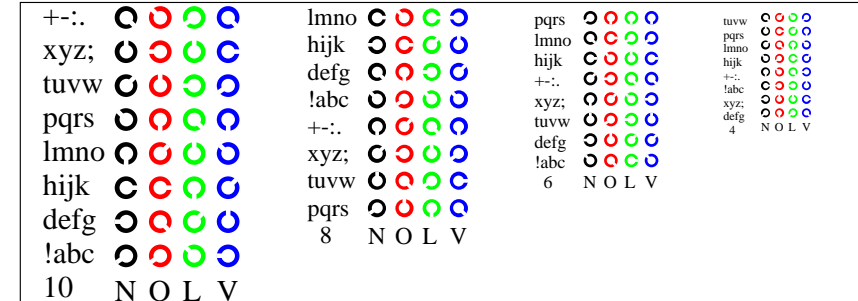 +-:.
xyz;
tuvw
pqrs
lmno
hijk
defg
!abc
10 N O L V
lmno
hijk
defg
!abc
+-:.
xyz;
tuvw
pqrs
8 N O L V
pqrs
lmno
hijk
+-:.
xyz;
tuvw
defg
!abc
6 N O L V
tuvw
pqrs
lmno
hijk
+-:.
!abc
xyz;
defg
4 N O L V